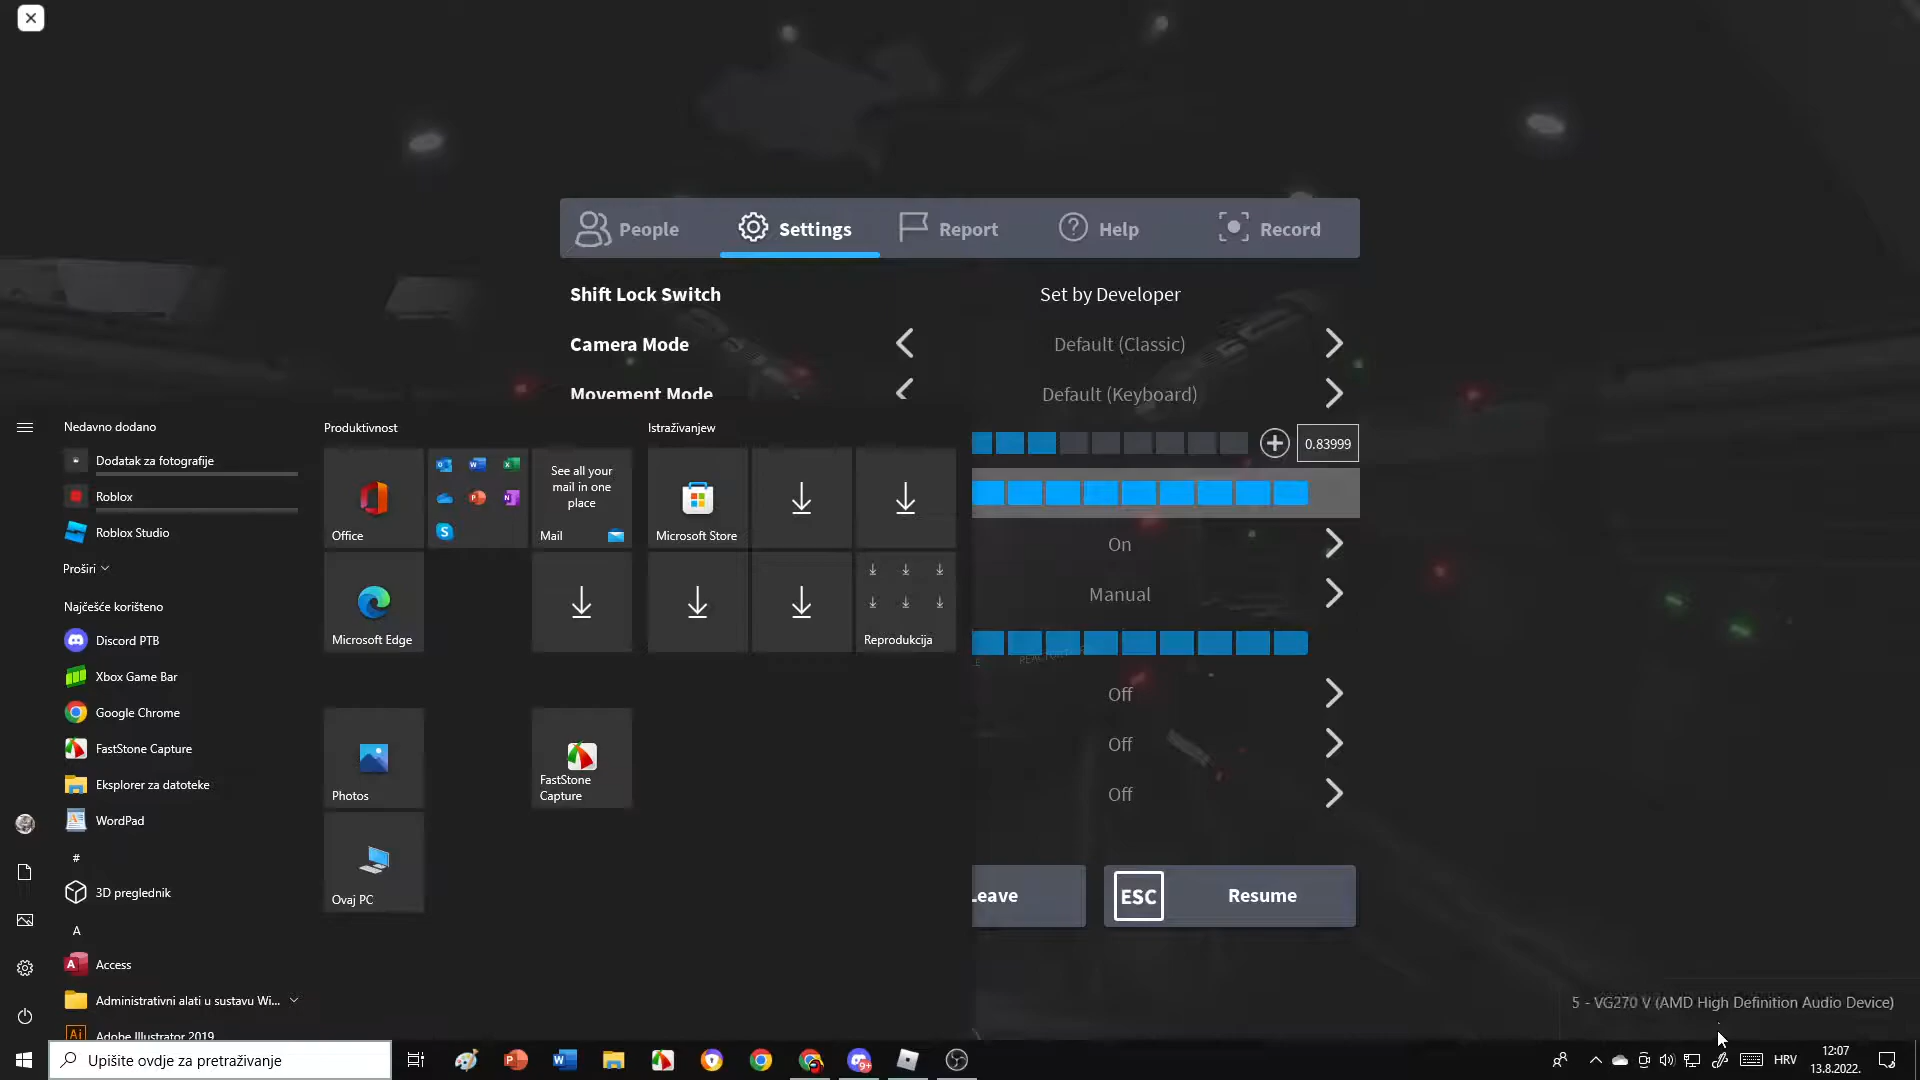 People
Settings
Report
Help
Record
Shift Lock Switch
Set by Developer
Camera Mode
Default (Classic)
Movement Mode
Default (Keyboard)
0.83999
On
Manual
Off
Off
Off
Leave
ESC
Resume
Nedavno dodano
Dodatak za fotografije
Roblox
Roblox Studio
Proširi
Najčešće korišteno
Discord PTB
Xbox Game Bar
Google Chrome
FastStone Capture
Eksplorer za datoteke
WordPad
#
3D preglednik
A
Access
Administrativni alati u sustavu Wi...
Adobe Illustrator 2019
Produktivnost
Office
See all your
mail in one
place
Mail
Microsoft Edge
Photos
FastStone
Capture
Ovaj PC
Istraživanjew
Microsoft Store
Reprodukcija
5 - VG270 V (AMD High Definition Audio Device)
Upišite ovdje za pretraživanje
9+
HRV
12:07
13.8.2022.